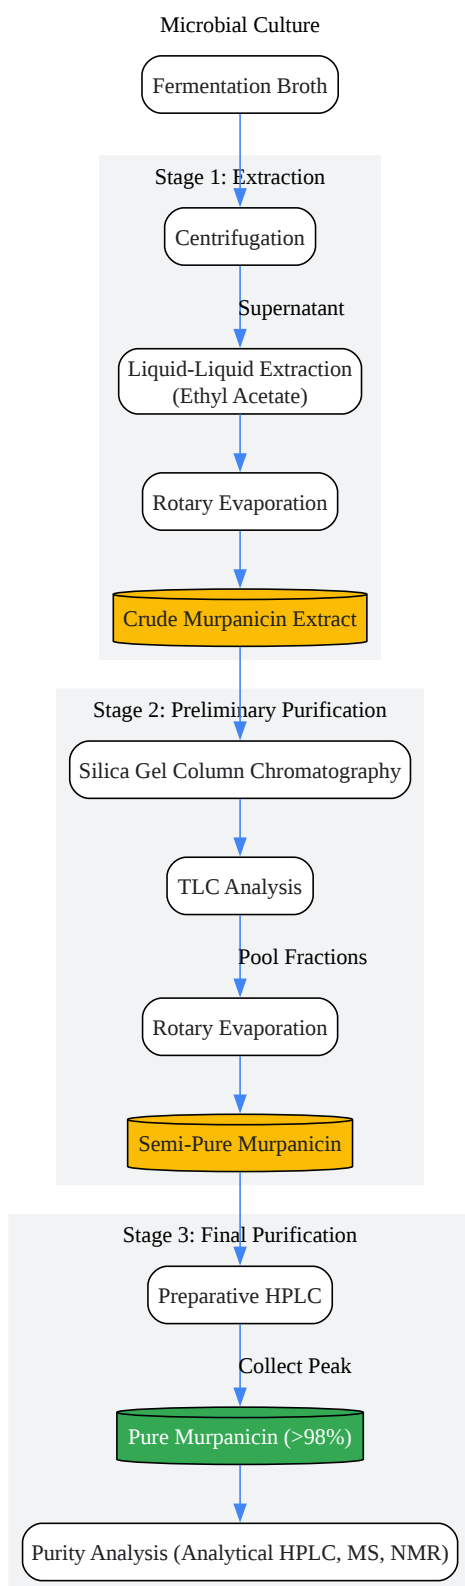 Microbial Culture
Fermentation Broth
Stage 1: Extraction
Centrifugation
Supernatant
Liquid-Liquid Extraction
(Ethyl Acetate)
Rotary Evaporation
Crude Murpanicin Extract
Stage 2: Preliminary Purification
Silica Gel Column Chromatography
TLC Analysis
Pool Fractions
Rotary Evaporation
Semi-Pure Murpanicin
Stage 3: Final Purification
Preparative HPLC
Collect Peak
Pure Murpanicin (>98%)
Purity Analysis (Analytical HPLC, MS, NMR)